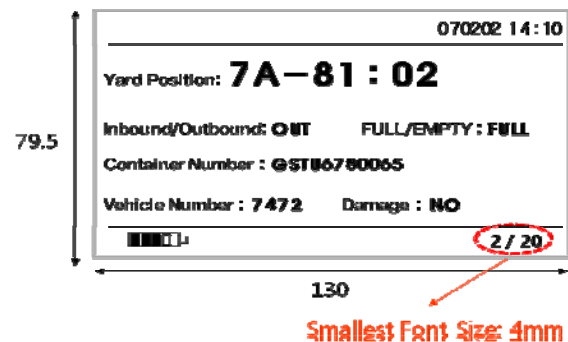 070202 14:10
Yard Position: 7A-81:02
79.5
Inbound/Outbound: OUT FULL/EMPTY: FULL
Container Number: GSTU6780065
Vehicle Number: 7472 Damage: NO
2/20
130
Smallest Font Size: 4mm